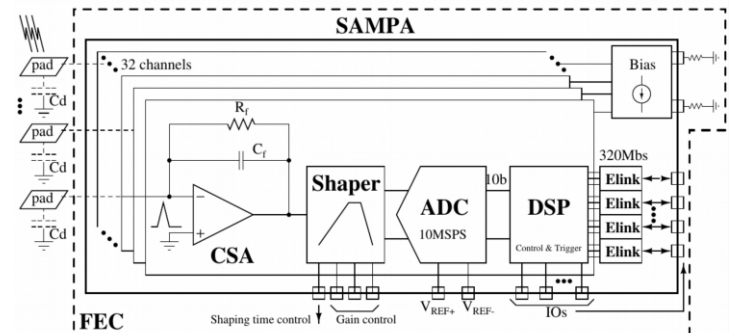 SAMPA
pad
32 channels
Bias
Cd
Rf
pad
Cf
320Mbs
Cd
Shaper
10b
Elink
pad
ADC
DSP
Elink
−
10MSPS
Elink
Cd
+
Control & Trigger
Elink
CSA
VREF+
VREF-
IOs
Shaping time control
Gain control
FEC